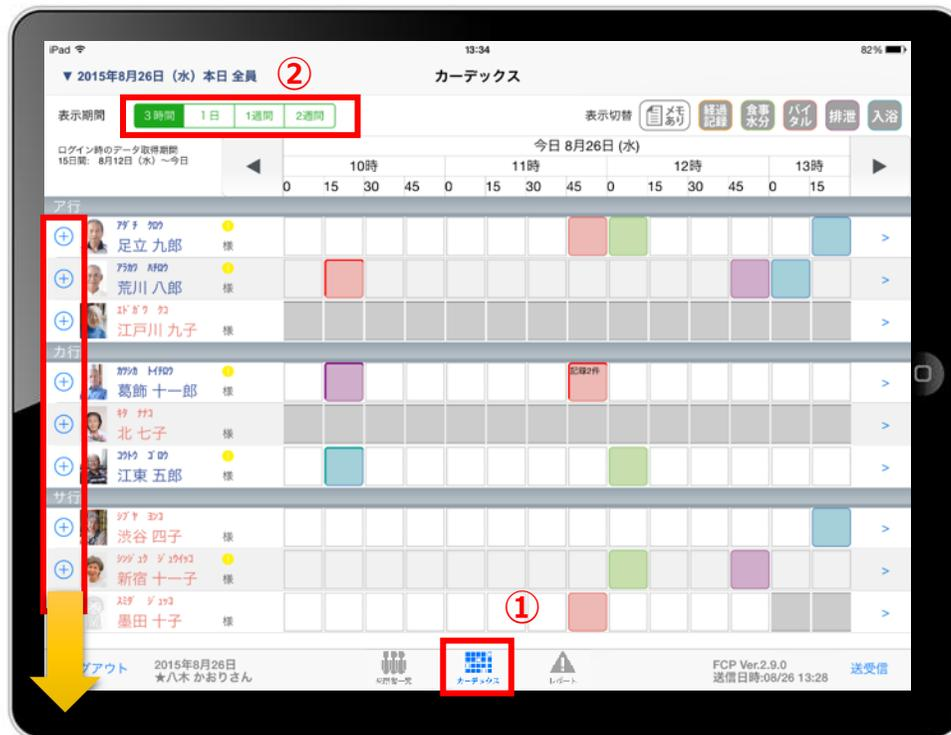 iPad 13:34 82%
▼ 2015年8月26日（水）本日 全員 ② カーデックス
表示期間 3時間 1日 1週間 2週間 表示切替 メモあり 経過記録 食事水分 バイタル 排泄 入浴
ログイン時のデータ取得期間
15日間: 8月12日（水）～今日
◀ 今日 8月26日 (水) ▶
10時 11時 12時 13時
0 15 30 45 0 15 30 45 0 15 30 45 0 15
ア行
ｱﾀﾞﾁ ｸﾛｳ
足立 九郎 様 >
ｱﾗｶﾜ ﾊﾁﾛｳ
荒川 八郎 様 >
ｴﾄﾞｶﾞﾜ ｸｺ
江戸川 九子 様 >
カ行
ｶﾂｼｶ ﾄｲﾁﾛｳ 記録2件
葛飾 十一郎 様 >
ｷﾀ ﾅﾅｺ
北 七子 様 >
ｺｳﾄｳ ｺﾞﾛｳ
江東 五郎 様 >
サ行
ｼﾌﾞﾔ ﾖﾝｺ
渋谷 四子 様 >
ｼﾝｼﾞｭｸ ｼﾞｭｳｲｯｺ
新宿 十一子 様 >
ｽﾐﾀﾞ ｼﾞｭｯｺ
墨田 十子 様 >
①
グアウト 2015年8月26日
★八木 かおりさん
カーデックス レポート
FCP Ver.2.9.0
送信日時:08/26 13:28
送受信